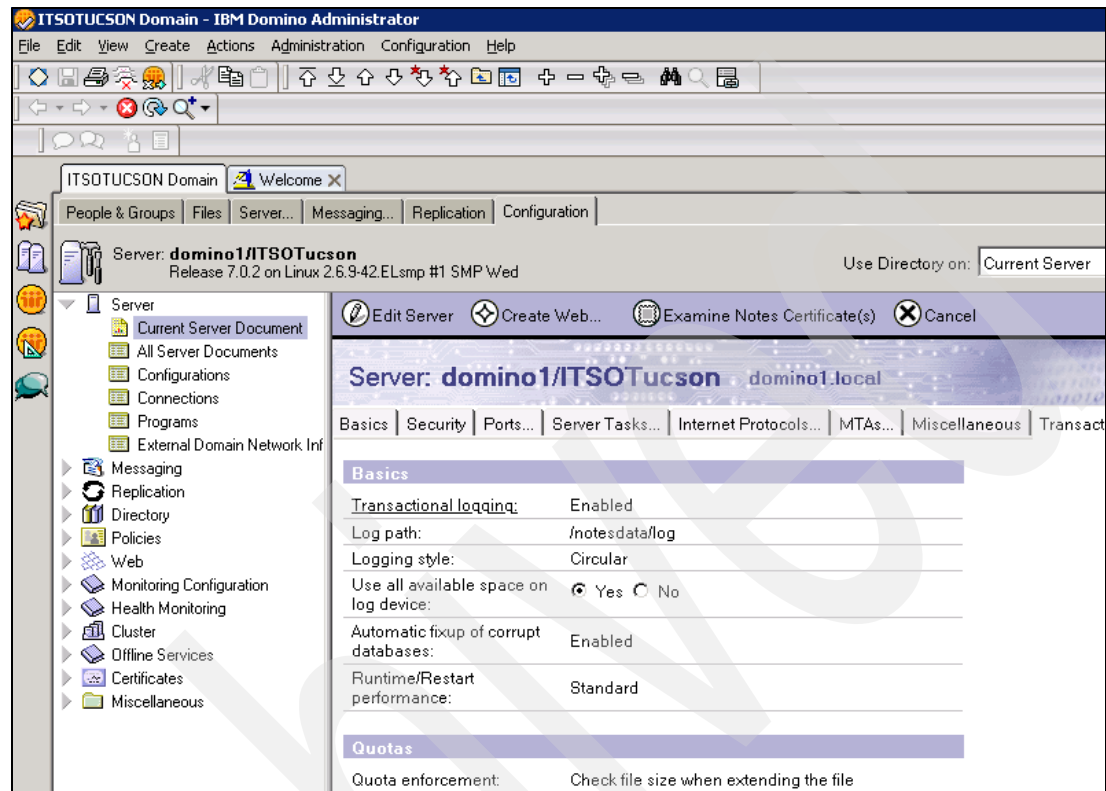 ITSOTUCSON Domain - IBM Domino Administrator
File Edit View Create Actions Administration Configuration Help
ITSOTUCSON Domain Welcome
People & Groups Files Server... Messaging... Replication Configuration
Server: domino1/ITSOTucson
Release 7.0.2 on Linux 2.6.9-42.ELsmp #1 SMP Wed
Use Directory on: Current Server
Server
Current Server Document
All Server Documents
Configurations
Connections
Programs
External Domain Network Inf
Messaging
Replication
Directory
Policies
Web
Monitoring Configuration
Health Monitoring
Cluster
Offline Services
Certificates
Miscellaneous
Edit Server Create Web... Examine Notes Certificate(s) Cancel
Server: domino1/ITSOTucson domino1.local
Basics Security Ports... Server Tasks... Internet Protocols... MTAs... Miscellaneous Transact
Basics
Transactional logging: Enabled
Log path: /notesdata/log
Logging style: Circular
Use all available space on
log device: Yes No
Automatic fixup of corrupt
databases: Enabled
Runtime/Restart
performance: Standard
Quotas
Quota enforcement: Check file size when extending the file